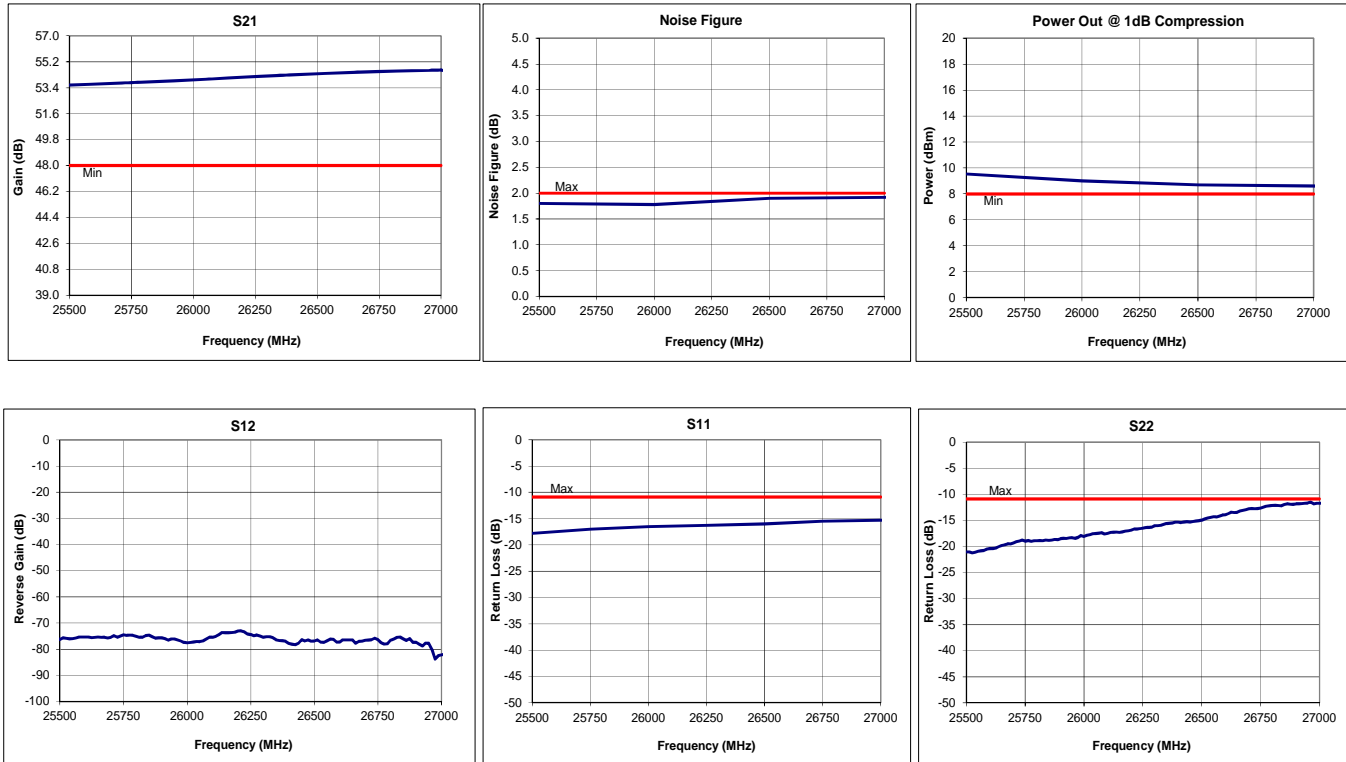 S21
Gain (dB)
57.0
55.2
53.4
51.6
49.8
48.0
46.2
44.4
42.6
40.8
39.0
Min
25500 25750 26000 26250 26500 26750 27000
Frequency (MHz)
Noise Figure
Noise Figure (dB)
5.0
4.5
4.0
3.5
3.0
2.5
2.0
1.5
1.0
0.5
0.0
Max
25500 26000 26500 27000
Frequency (MHz)
Power Out @ 1dB Compression
Power (dBm)
20
18
16
14
12
10
8
6
4
2
0
Min
25500 25750 26000 26250 26500 26750 27000
Frequency (MHz)
S12
Reverse Gain (dB)
0
-10
-20
-30
-40
-50
-60
-70
-80
-90
-100
25500 25750 26000 26250 26500 26750 27000
Frequency (MHz)
S11
Return Loss (dB)
0
-5
-10
-15
-20
-25
-30
-35
-40
-45
-50
Max
25500 25750 26000 26250 26500 26750 27000
Frequency (MHz)
S22
Return Loss (dB)
0
-5
-10
-15
-20
-25
-30
-35
-40
-45
-50
Max
25500 25750 26000 26250 26500 26750 27000
Frequency (MHz)